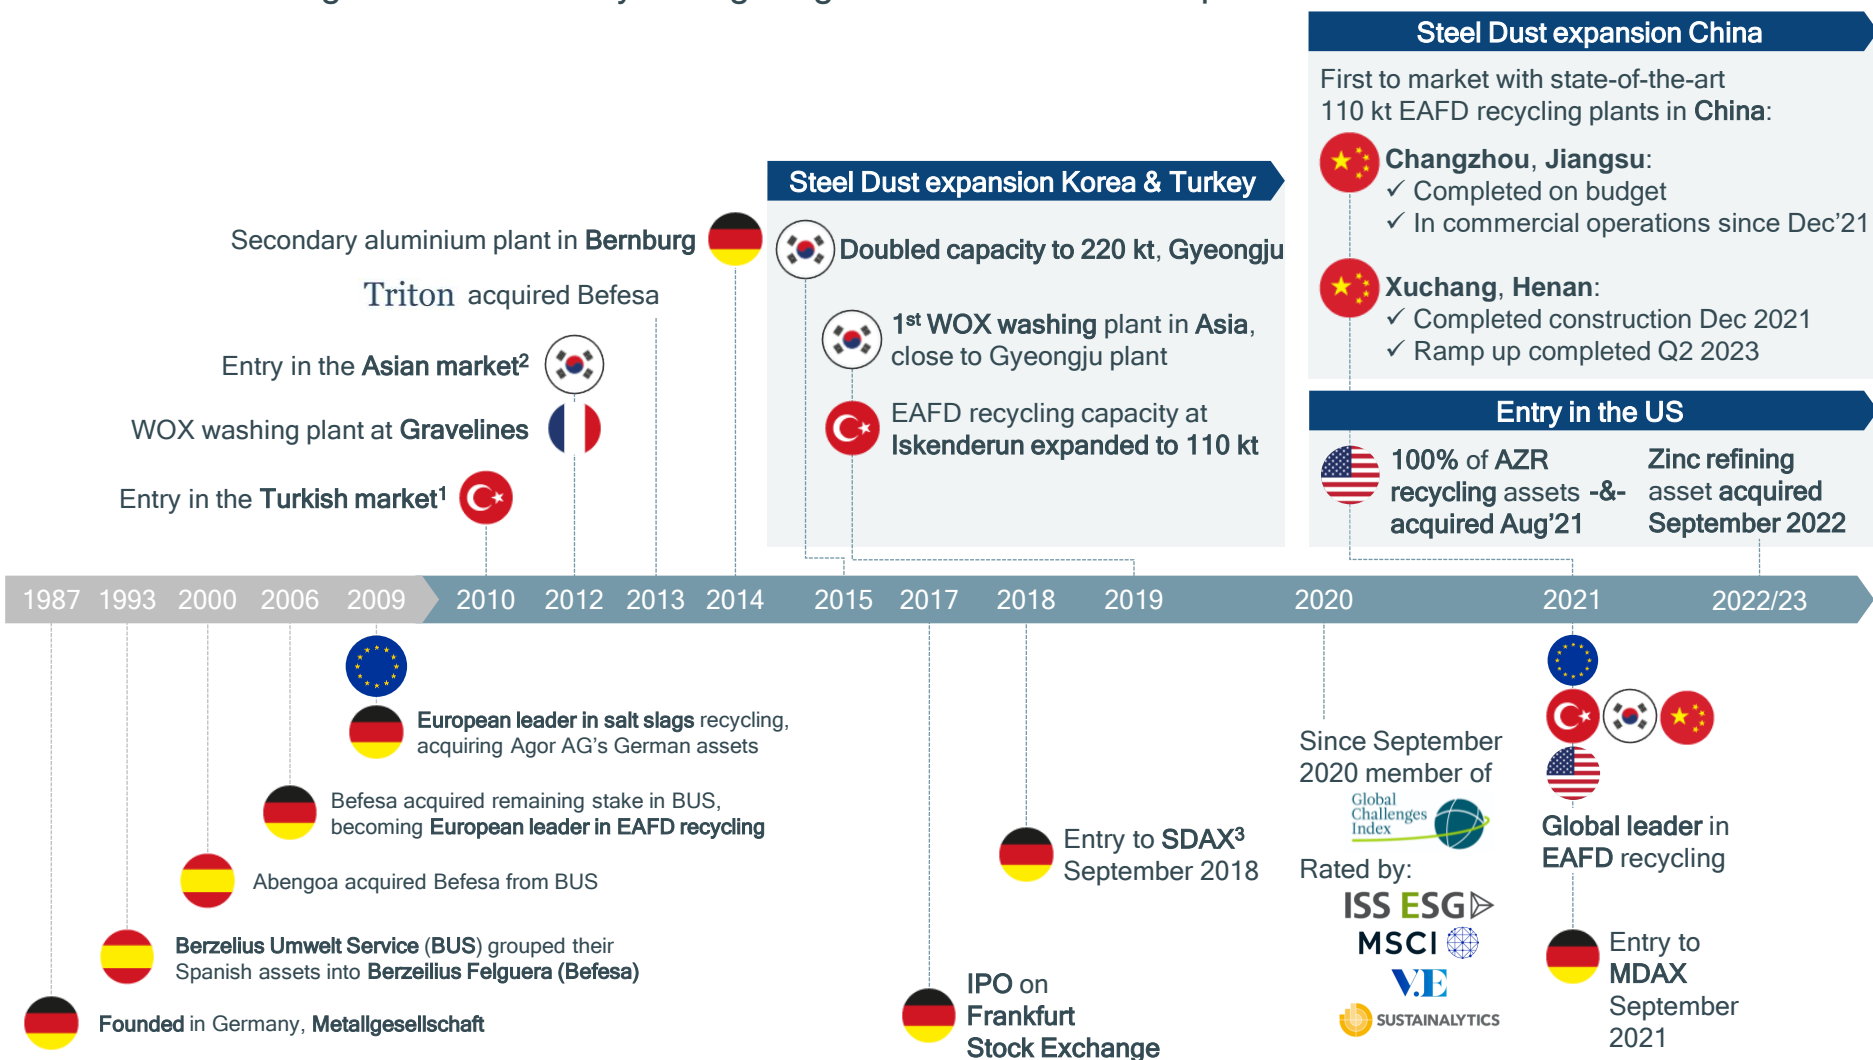 Steel Dust expansion China
First to market with state-of-the-art
110 kt EAFD recycling plants in China:
Changzhou, Jiangsu:
✓ Completed on budget
✓ In commercial operations since Dec'21
Xuchang, Henan:
✓ Completed construction Dec 2021
✓ Ramp up completed Q2 2023
Entry in the US
100% of AZR
recycling assets -&-
acquired Aug'21
Zinc refining
asset acquired
September 2022
Steel Dust expansion Korea & Turkey
Doubled capacity to 220 kt, Gyeongju
1st WOX washing plant in Asia,
close to Gyeongju plant
EAFD recycling capacity at
Iskenderun expanded to 110 kt
Secondary aluminium plant in Bernburg
Triton acquired Befesa
Entry in the Asian market2
WOX washing plant at Gravelines
Entry in the Turkish market1
1987 1993 2000 2006 2009 2010 2012 2013 2014 2015 2017 2018 2019 2020 2021 2022/23
European leader in salt slags recycling,
acquiring Agor AG's German assets
Befesa acquired remaining stake in BUS,
becoming European leader in EAFD recycling
Abengoa acquired Befesa from BUS
Berzelius Umwelt Service (BUS) grouped their
Spanish assets into Berzeilius Felguera (Befesa)
Founded in Germany, Metallgesellschaft
IPO on
Frankfurt
Stock Exchange
Entry to SDAX3
September 2018
Since September
2020 member of
Global
Challenges
Index
Rated by:
ISS ESG
MSCI
V.E
SUSTAINALYTICS
Global leader in
EAFD recycling
Entry to
MDAX
September
2021